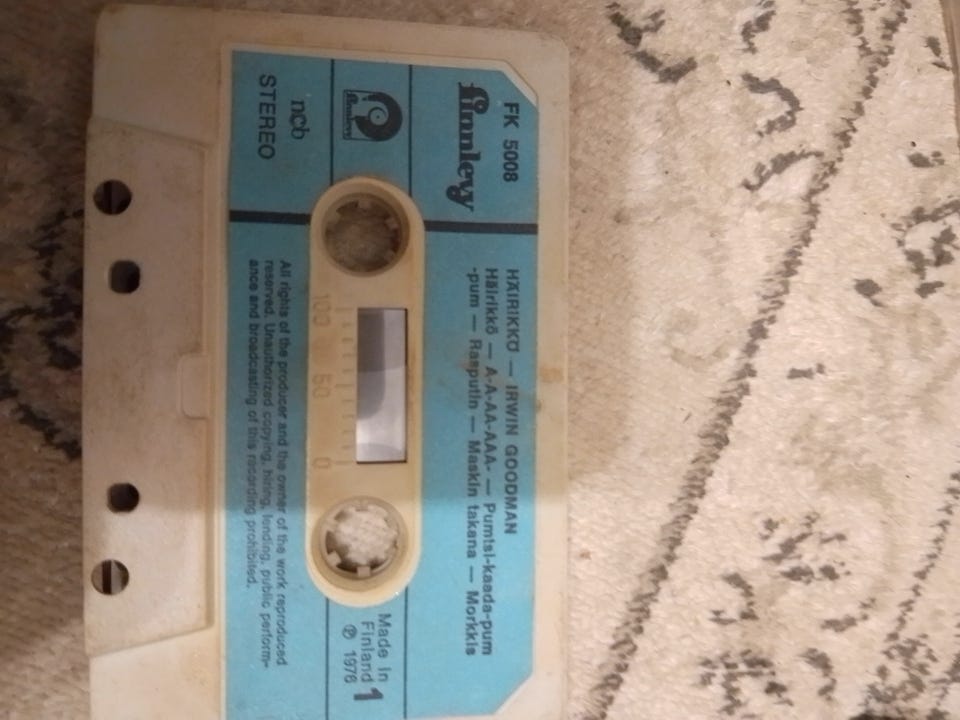 FK 5008
finnlevy
HÄIRIKKÖ — IRWIN GOODMAN
Häirikkö — A-A-AA-AAA- — Pumtsi-kaada-pum
-pum — Rasputin — Maskin takana — Morkkis
finnlevy
100 50 0
Made in
Finland 1
℗ 1976
ncb
STEREO
All rights of the producer and the owner of the work reproduced
reserved. Unauthorized copying, hiring, lending, public perform-
ance and broadcasting of this recording prohibited.